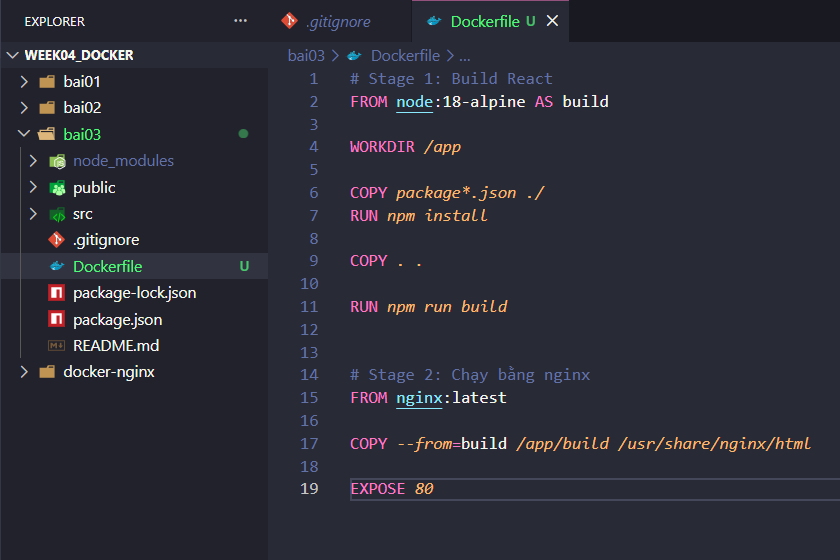 EXPLORER ...
.gitignore
Dockerfile U
WEEK04_DOCKER
bai01
bai02
bai03
node_modules
public
src
.gitignore
Dockerfile U
package-lock.json
package.json
README.md
docker-nginx
bai03 > Dockerfile > ...
1 # Stage 1: Build React
2 FROM node:18-alpine AS build
3
4 WORKDIR /app
5
6 COPY package*.json ./
7 RUN npm install
8
9 COPY . .
10
11 RUN npm run build
12
13
14 # Stage 2: Chạy bằng nginx
15 FROM nginx:latest
16
17 COPY --from=build /app/build /usr/share/nginx/html
18
19 EXPOSE 80